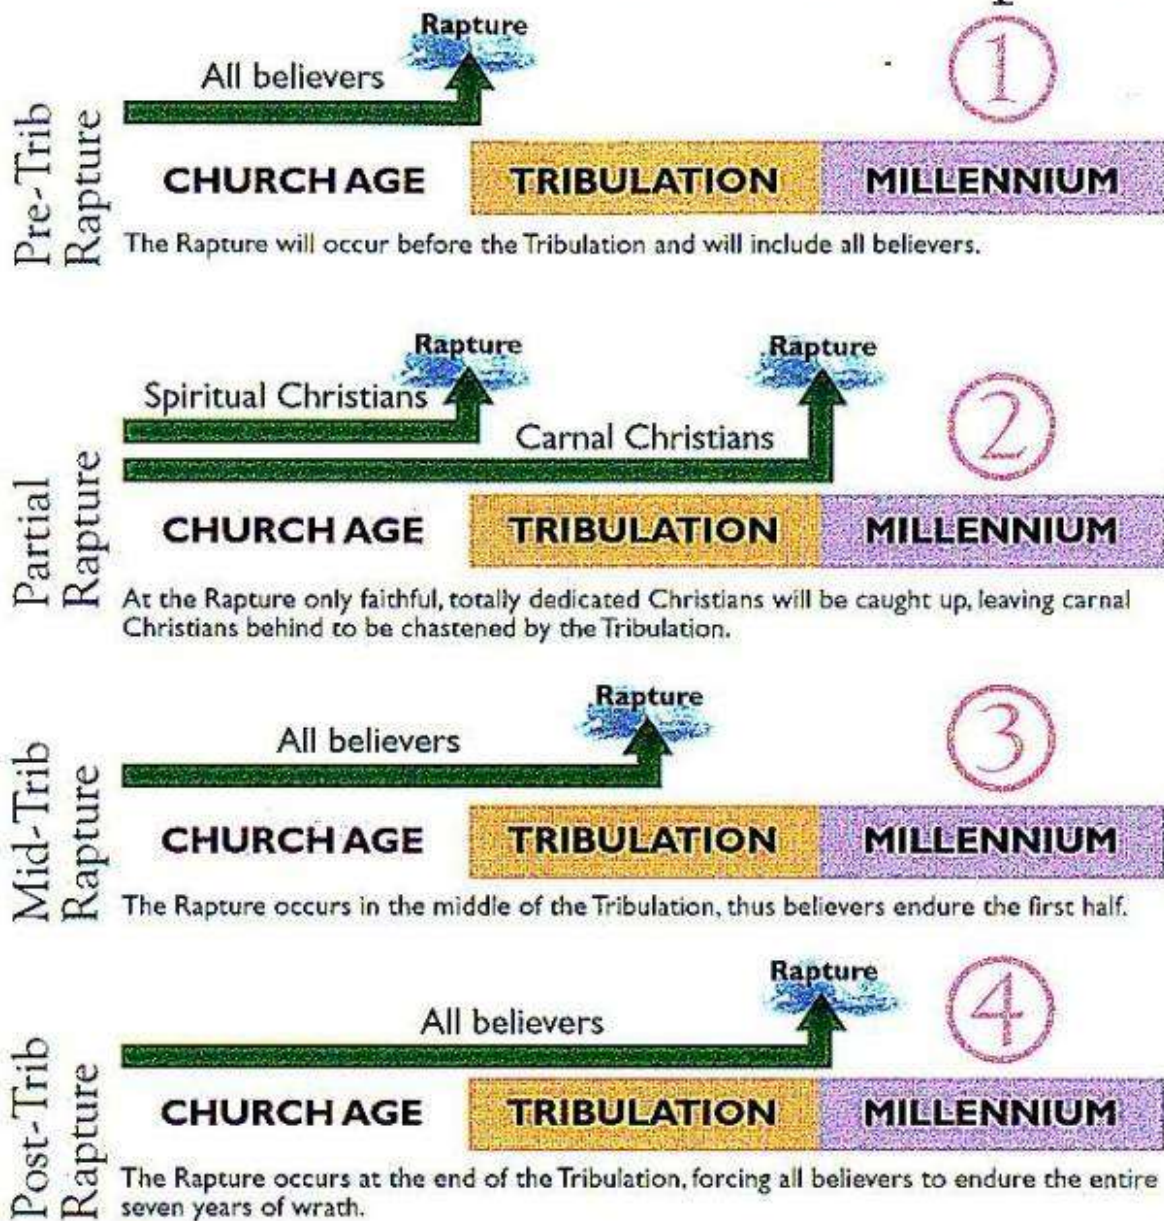 Rapture
All believers
1
Pre-Trib
Rapture
CHURCH AGE TRIBULATION MILLENNIUM
The Rapture will occur before the Tribulation and will include all believers.
Rapture Rapture
Spiritual Christians
Carnal Christians
2
Partial
Rapture
CHURCH AGE TRIBULATION MILLENNIUM
At the Rapture only faithful, totally dedicated Christians will be caught up, leaving carnal
Christians behind to be chastened by the Tribulation.
Rapture
All believers
3
Mid-Trib
Rapture
CHURCH AGE TRIBULATION MILLENNIUM
The Rapture occurs in the middle of the Tribulation, thus believers endure the first half.
Rapture
All believers
4
Post-Trib
Rapture
CHURCH AGE TRIBULATION MILLENNIUM
The Rapture occurs at the end of the Tribulation, forcing all believers to endure the entire
seven years of wrath.